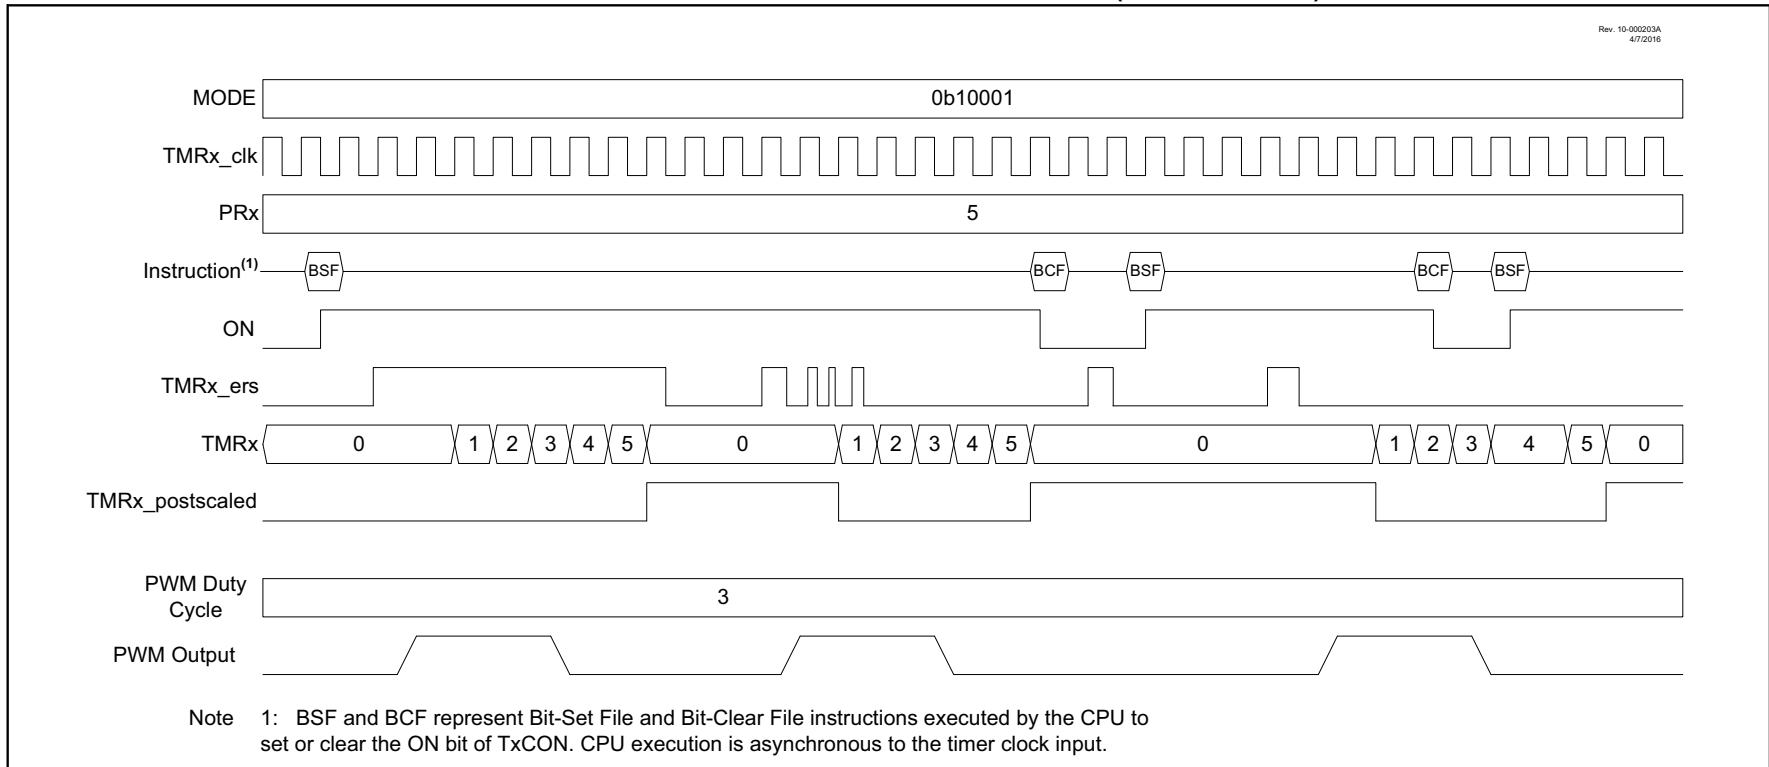 Rev. 10-000203A
4/7/2016
MODE 0b10001
TMRx_clk
PRx 5
Instruction(1) BSF BCF BSF BCF BSF
ON
TMRx_ers
TMRx 0 1 2 3 4 5 0 1 2 3 4 5 0 1 2 3 4 5 0
TMRx_postscaled
PWM Duty
Cycle 3
PWM Output
Note 1: BSF and BCF represent Bit-Set File and Bit-Clear File instructions executed by the CPU to
set or clear the ON bit of TxCON. CPU execution is asynchronous to the timer clock input.